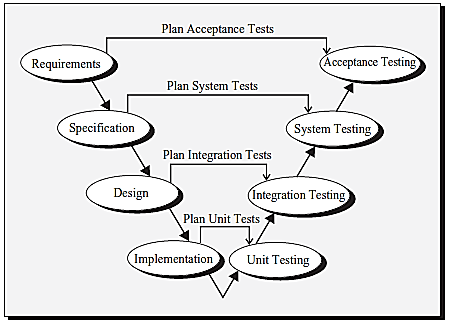 Plan Acceptance Tests
Requirements
Acceptance Testing
Plan System Tests
Specification
System Testing
Plan Integration Tests
Design
Integration Testing
Plan Unit Tests
Implementation
Unit Testing